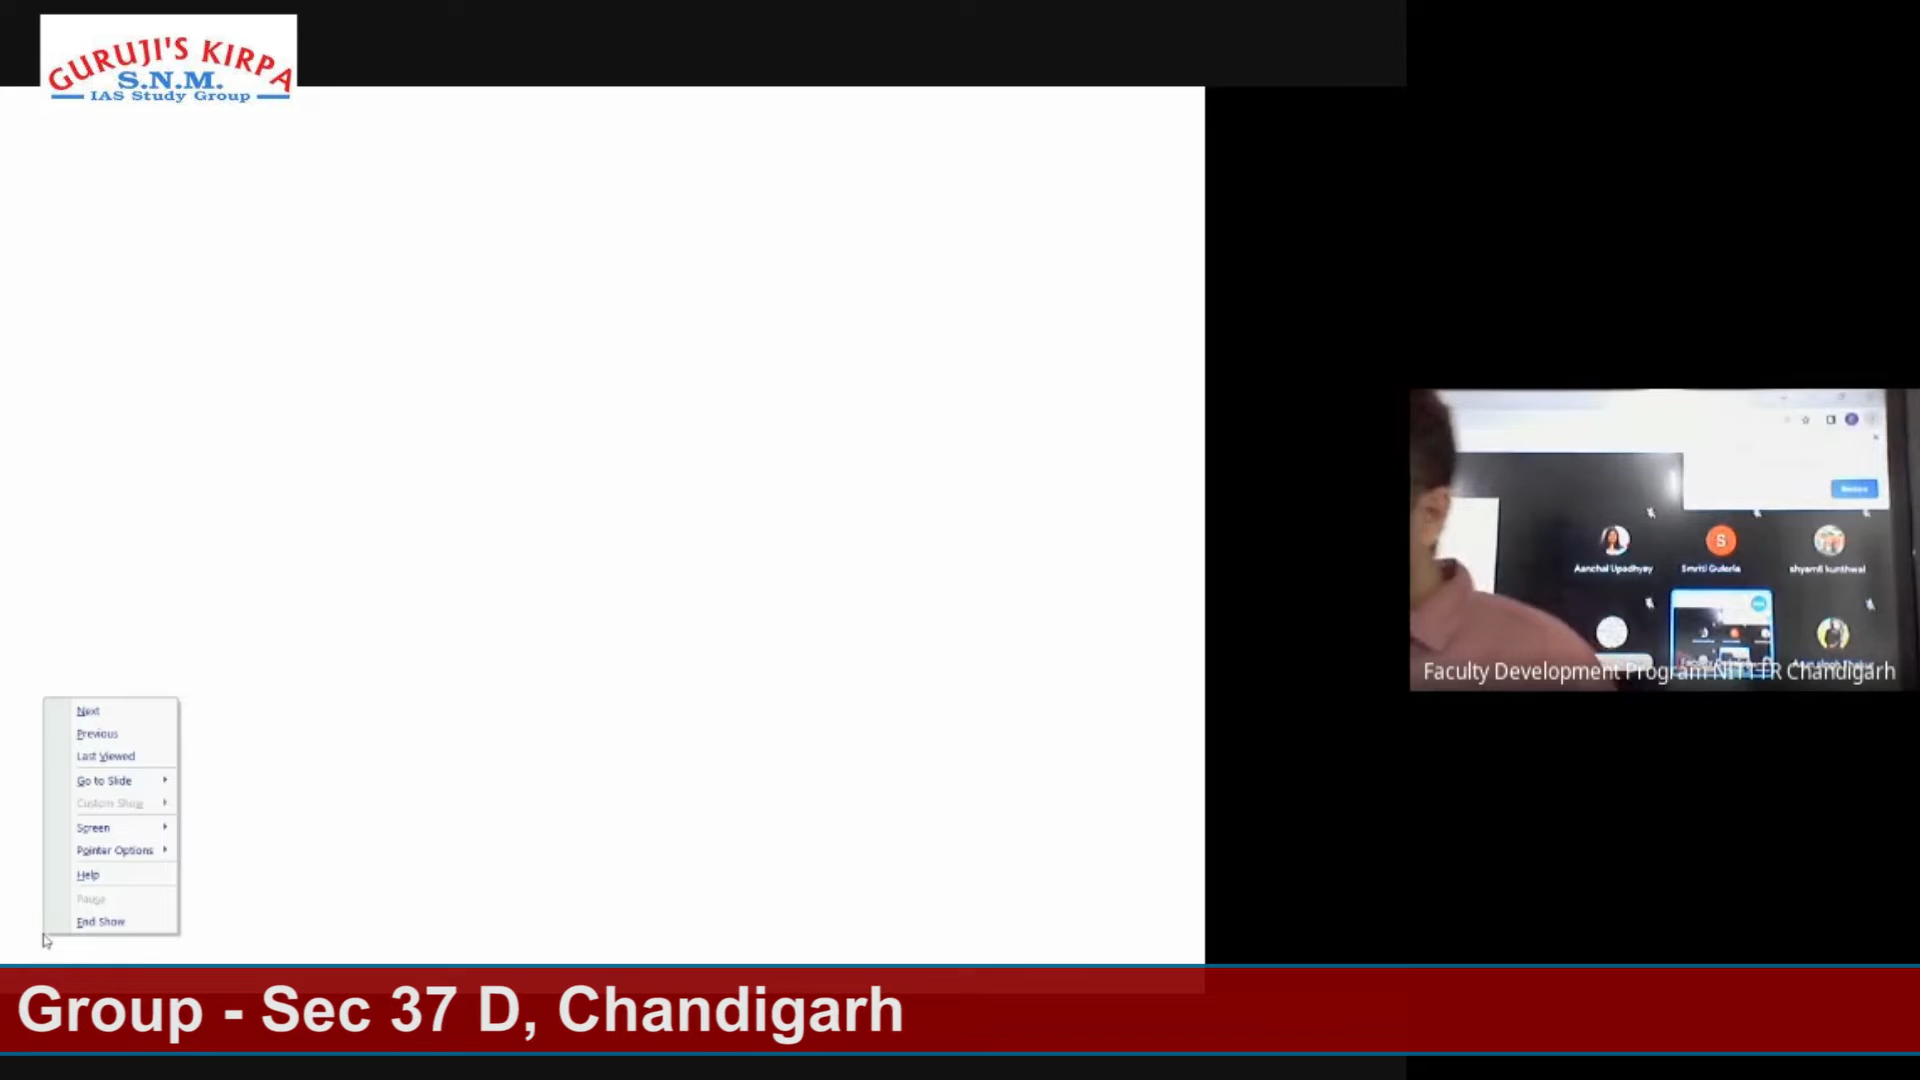 GURUJI'S KIRPA
S.N.M.
IAS Study Group
Next
Previous
Last Viewed
Go to Slide
Custom Show
Screen
Pointer Options
Help
Pause
End Show
Aanchal Upadhyay
Smriti Guleria
shyamli kunthwal
S
Faculty Development Program NITTTR Chandigarh
Group - Sec 37 D, Chandigarh